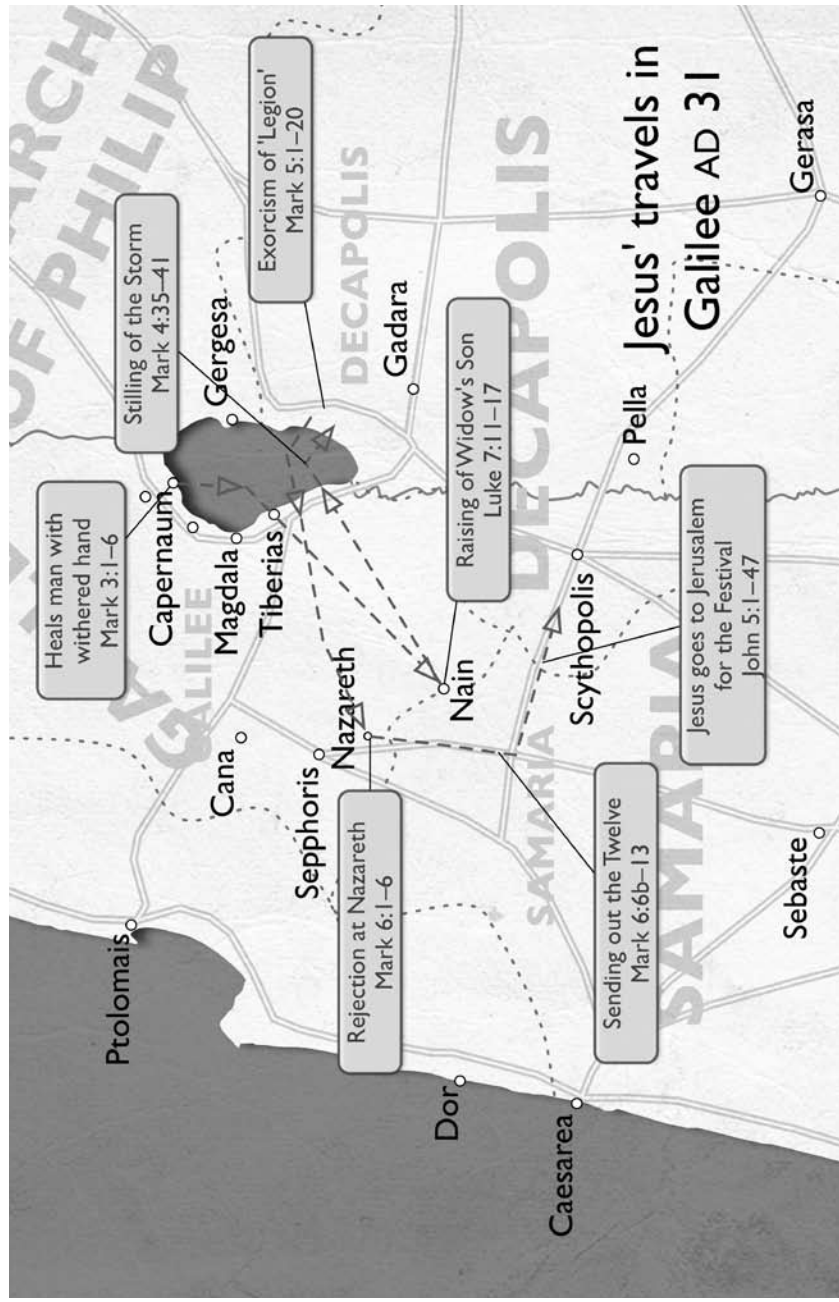 ARCH
OF PHILIP
Stilling of the Storm
Mark 4:35–41
Exorcism of 'Legion'
Mark 5:1–20
Heals man with
withered hand
Mark 3:1–6
Capernaum
Gergesa
Magdala
Tiberias
GALILEE
GA
DECAPOLIS
Ptolomais
Cana
Sepphoris
Nazareth
Gadara
Rejection at Nazareth
Mark 6:1–6
Nain
Raising of Widow's Son
Luke 7:11–17
DECAPOLIS
Dor
SAMARIA
Caesarea
Scythopolis
Pella
Sending out the Twelve
Mark 6:6b–13
Jesus goes to Jerusalem
for the Festival
John 5:1–47
SAMARIA
Sebaste
Gerasa
Jesus' travels in
Galilee AD 31